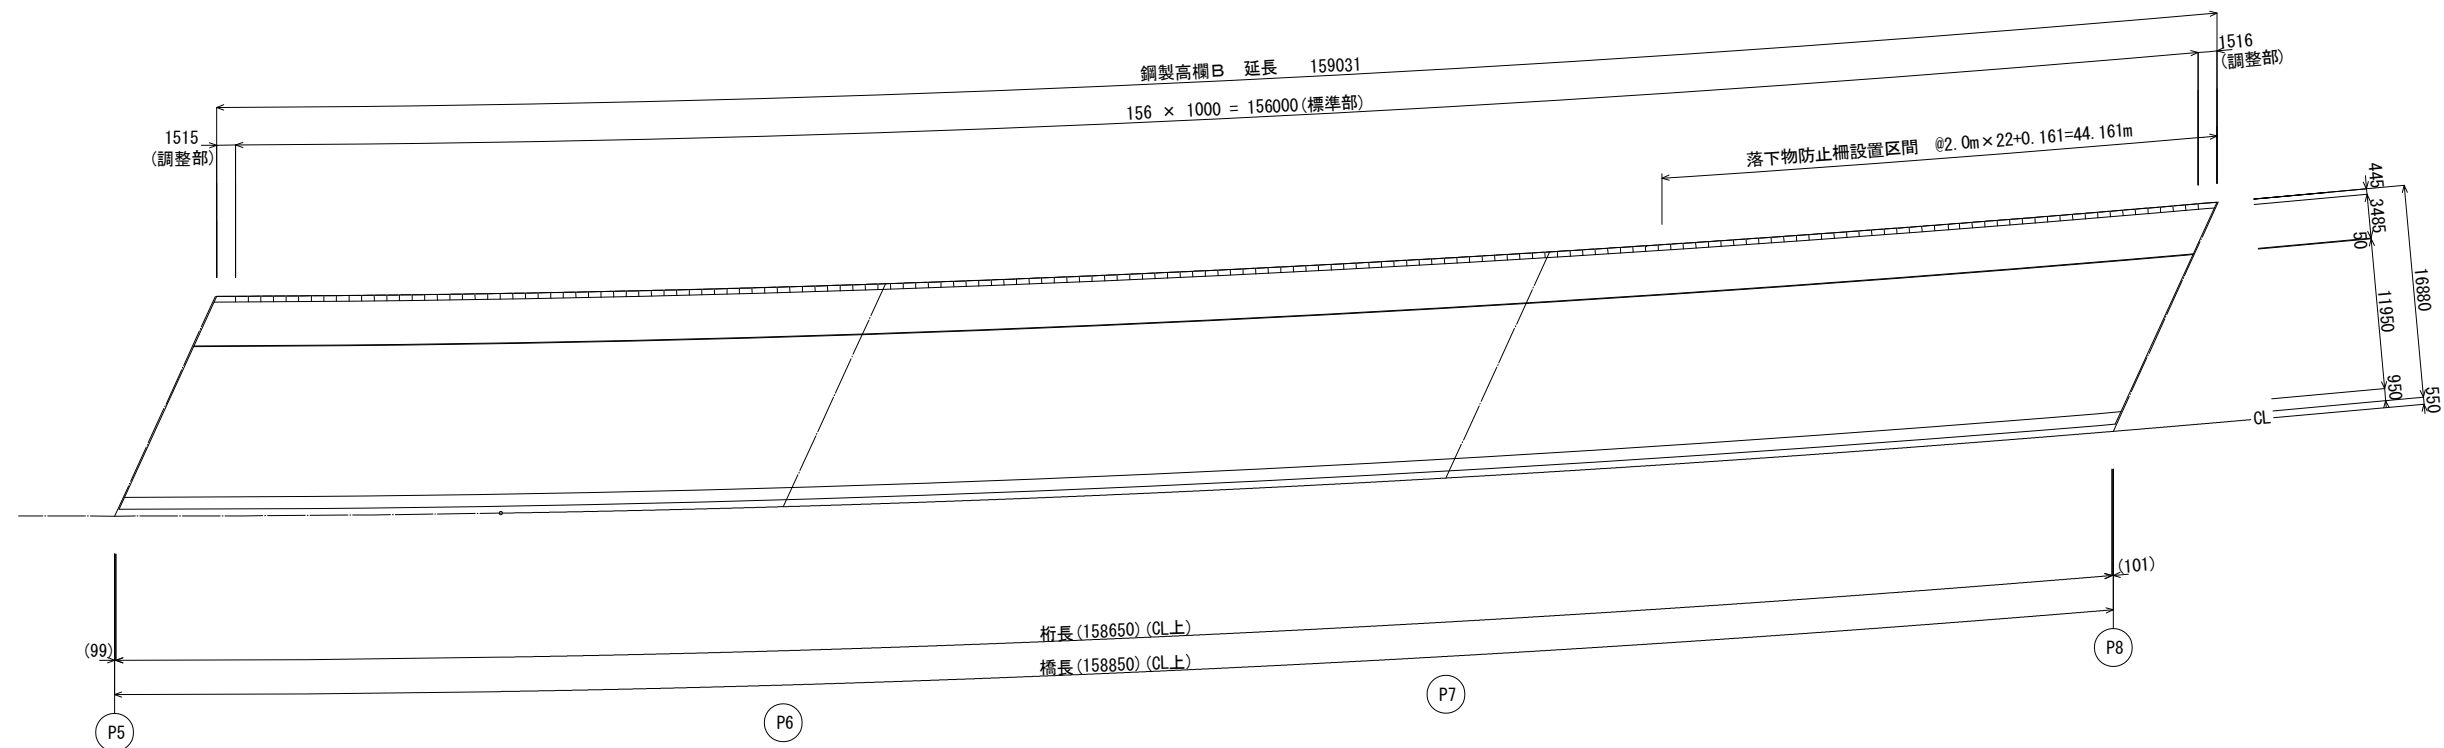 鋼製高欄B 延長 159031
1516
(調整部)
156 × 1000 = 156000(標準部)
1515
(調整部)
落下物防止柵設置区間 @2.0m×22+0.161=44.161m
445
3485
50
16880
11950
950
550
CL
(101)
桁長(158650)(CL上)
(99)
橋長(158850)(CL上)
P8
P7
P6
P5